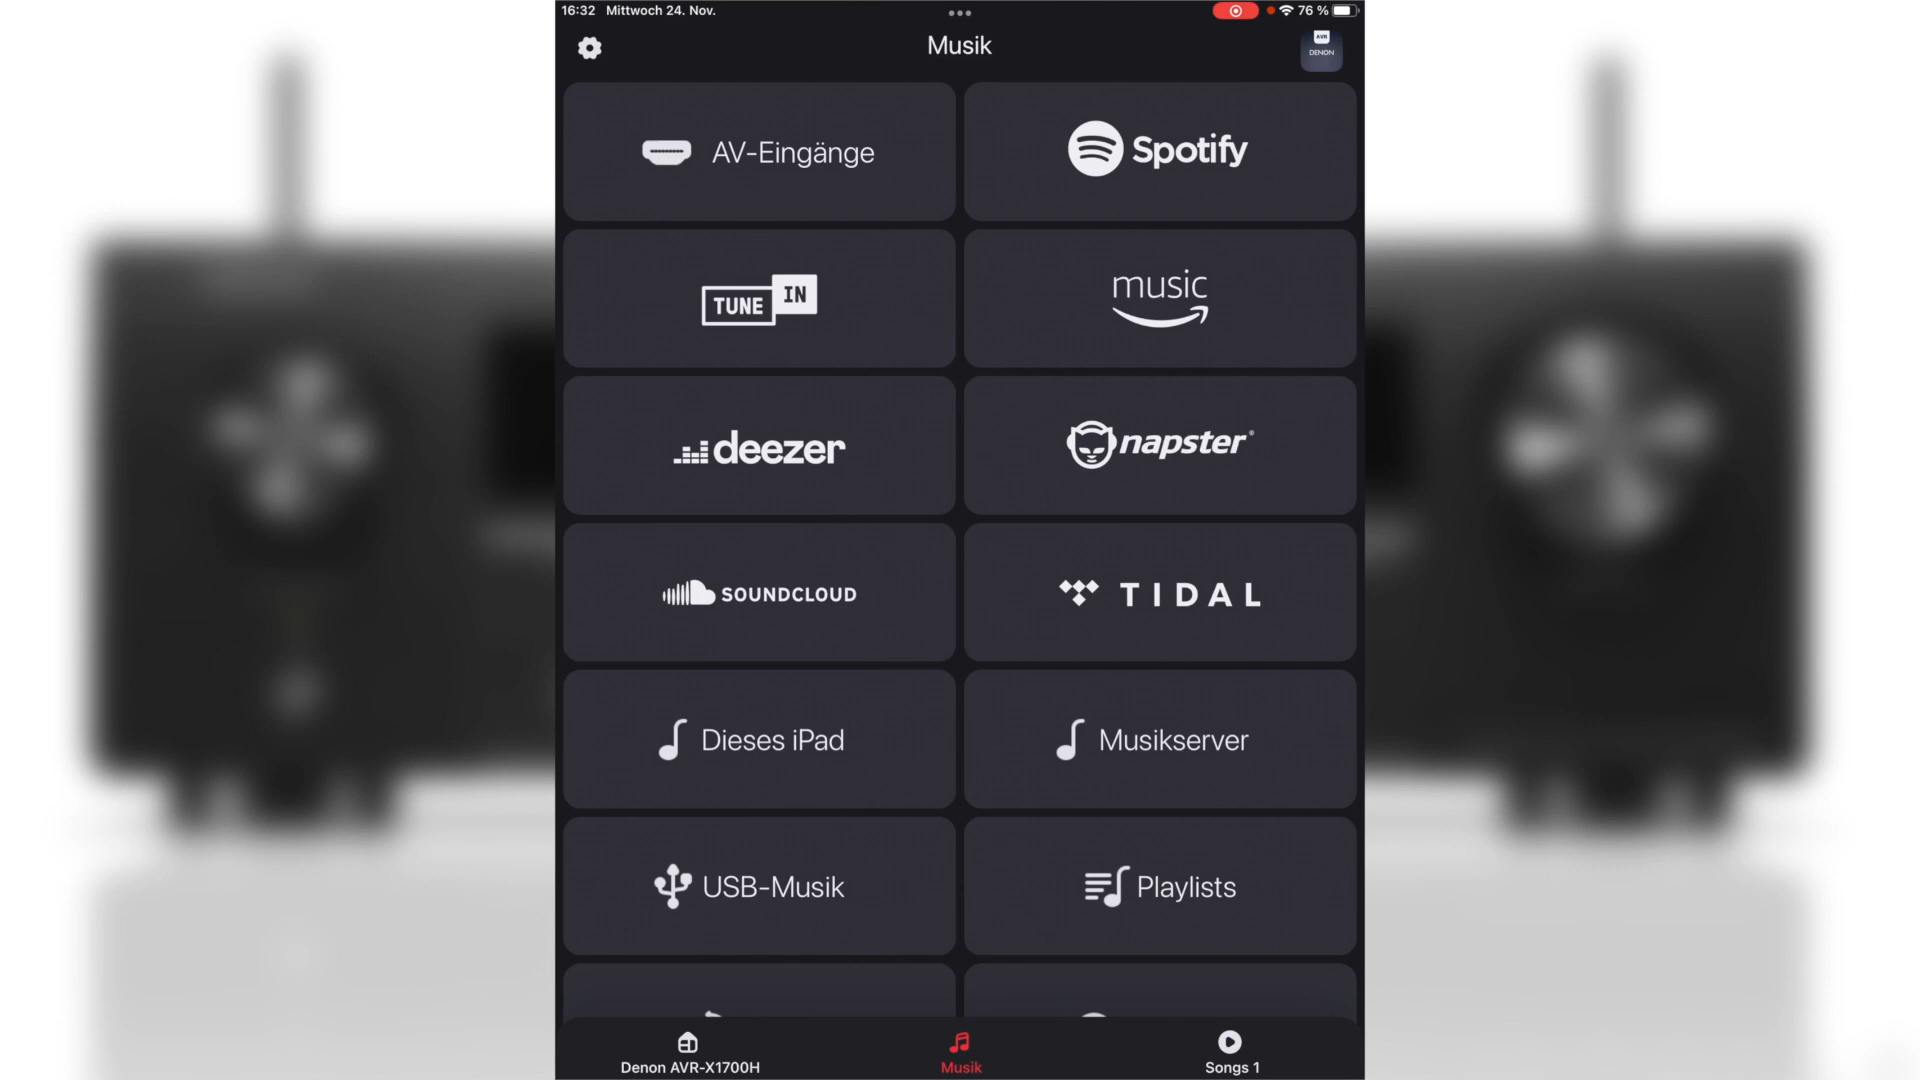 16:32 Mittwoch 24. Nov.
76 %
Musik
AVR
DENON
AV-Eingänge
Spotify
TUNE IN
music
deezer
napster
SOUNDCLOUD
TIDAL
Dieses iPad
Musikserver
USB-Musik
Playlists
Denon AVR-X1700H
Musik
Songs 1